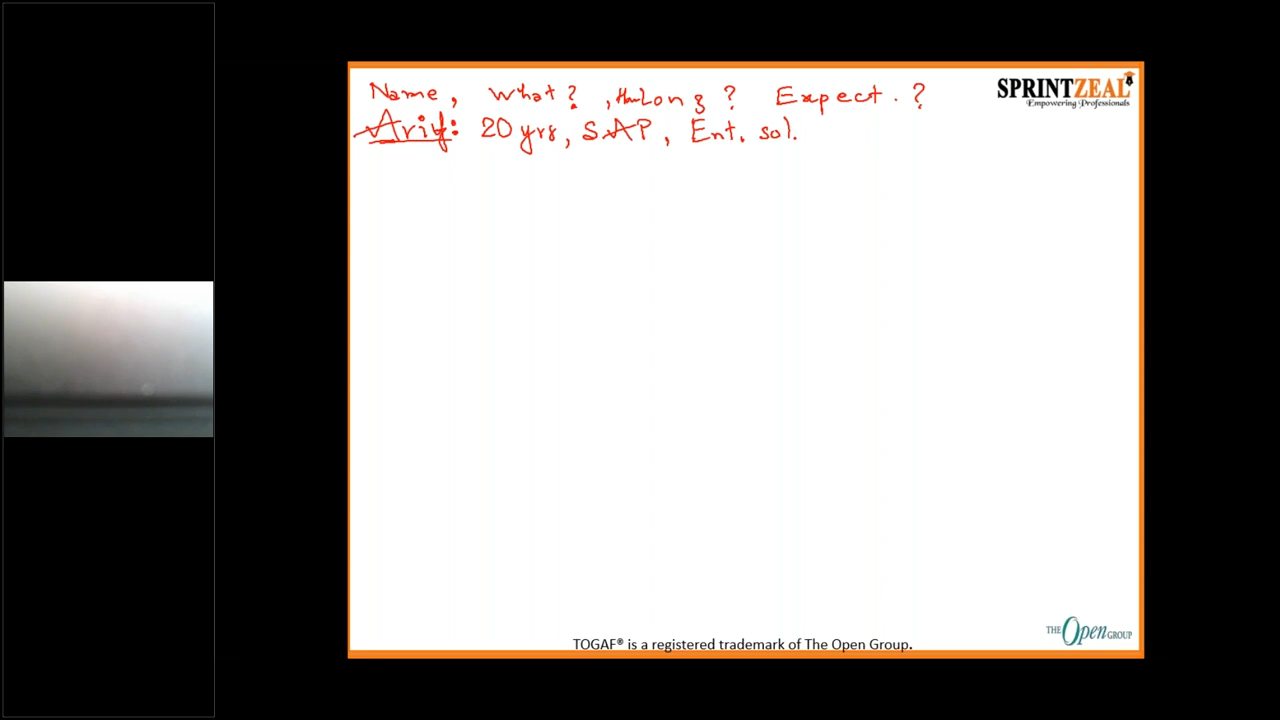 Name, What?, How Long? Expect.?
SPRINTZEAL
Empowering Professionals
Arif: 20 yrs, SAP, Ent. sol.
THE Open GROUP
TOGAF® is a registered trademark of The Open Group.